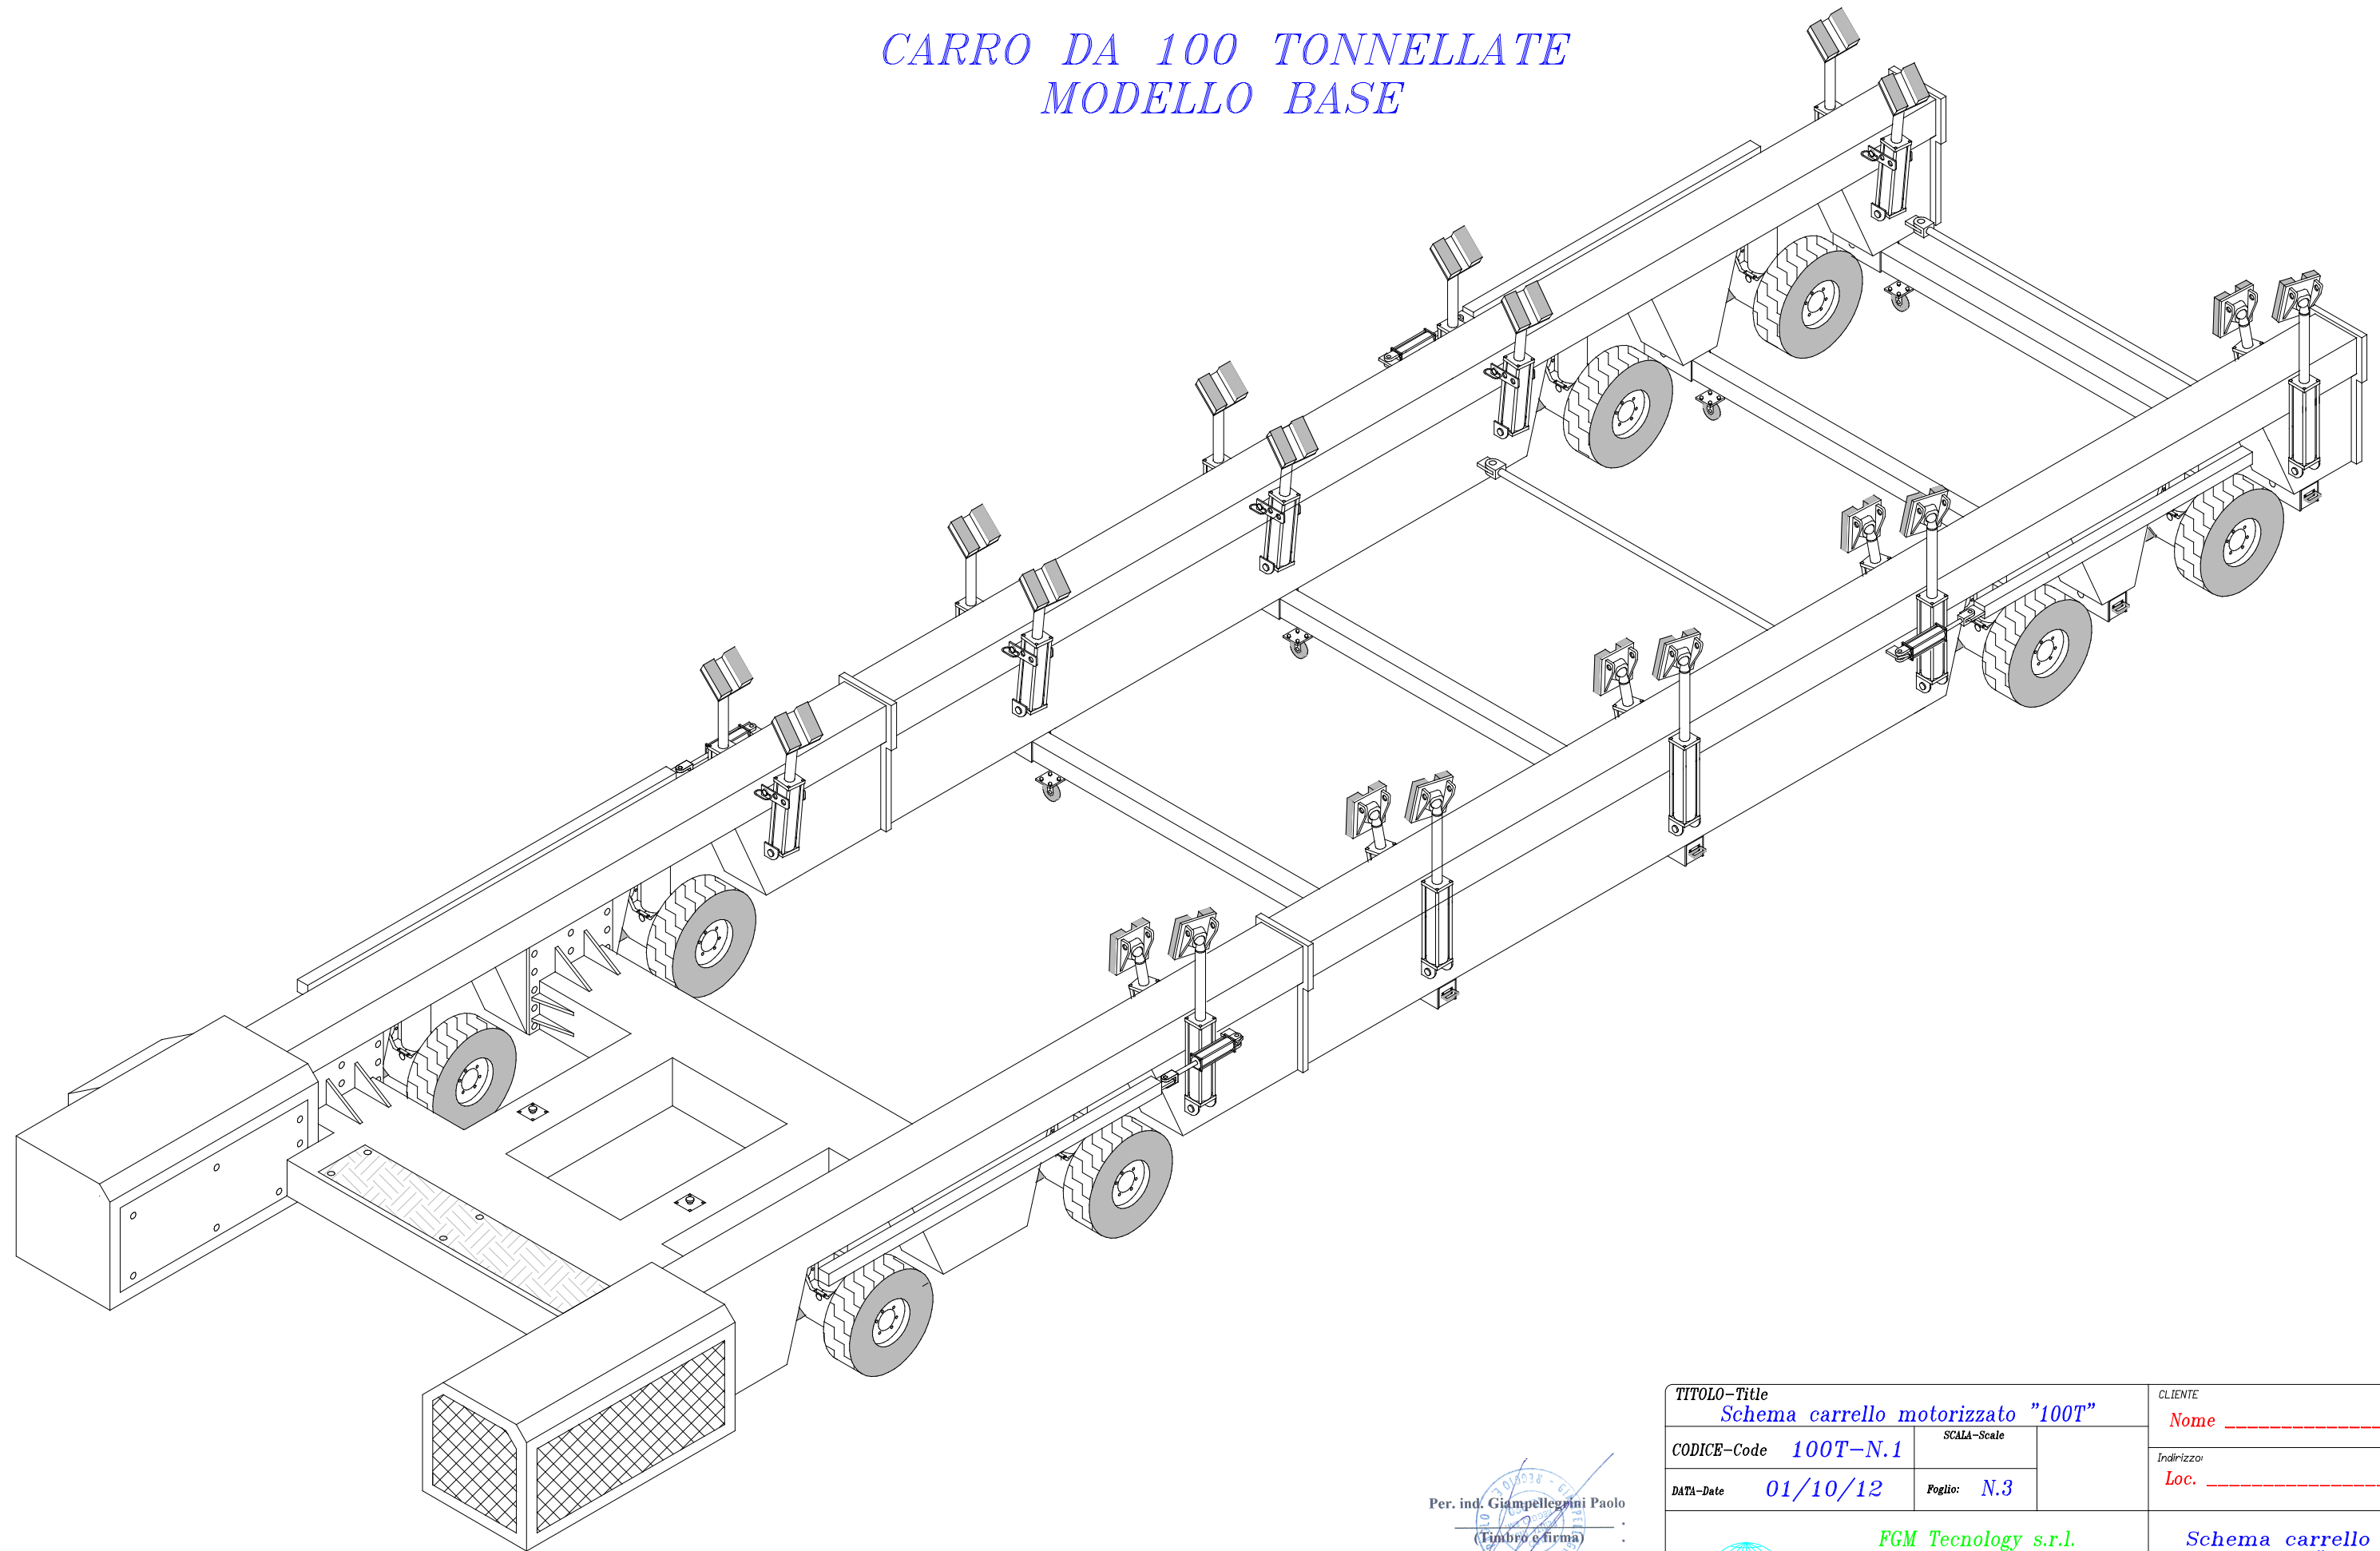 CARRO DA 100 TONNELLATE
MODELLO BASE
TITOLO-Title
Schema carrello motorizzato "100T"
CODICE-Code 100T-N.1
SCALA-Scale
DATA-Date 01/10/12
Foglio: N.3
CLIENTE
Nome
Indirizzo:
Loc.
FGM Tecnology s.r.l.
Schema carrello
Per. ind. Giampellegrini Paolo
(Timbro e firma)